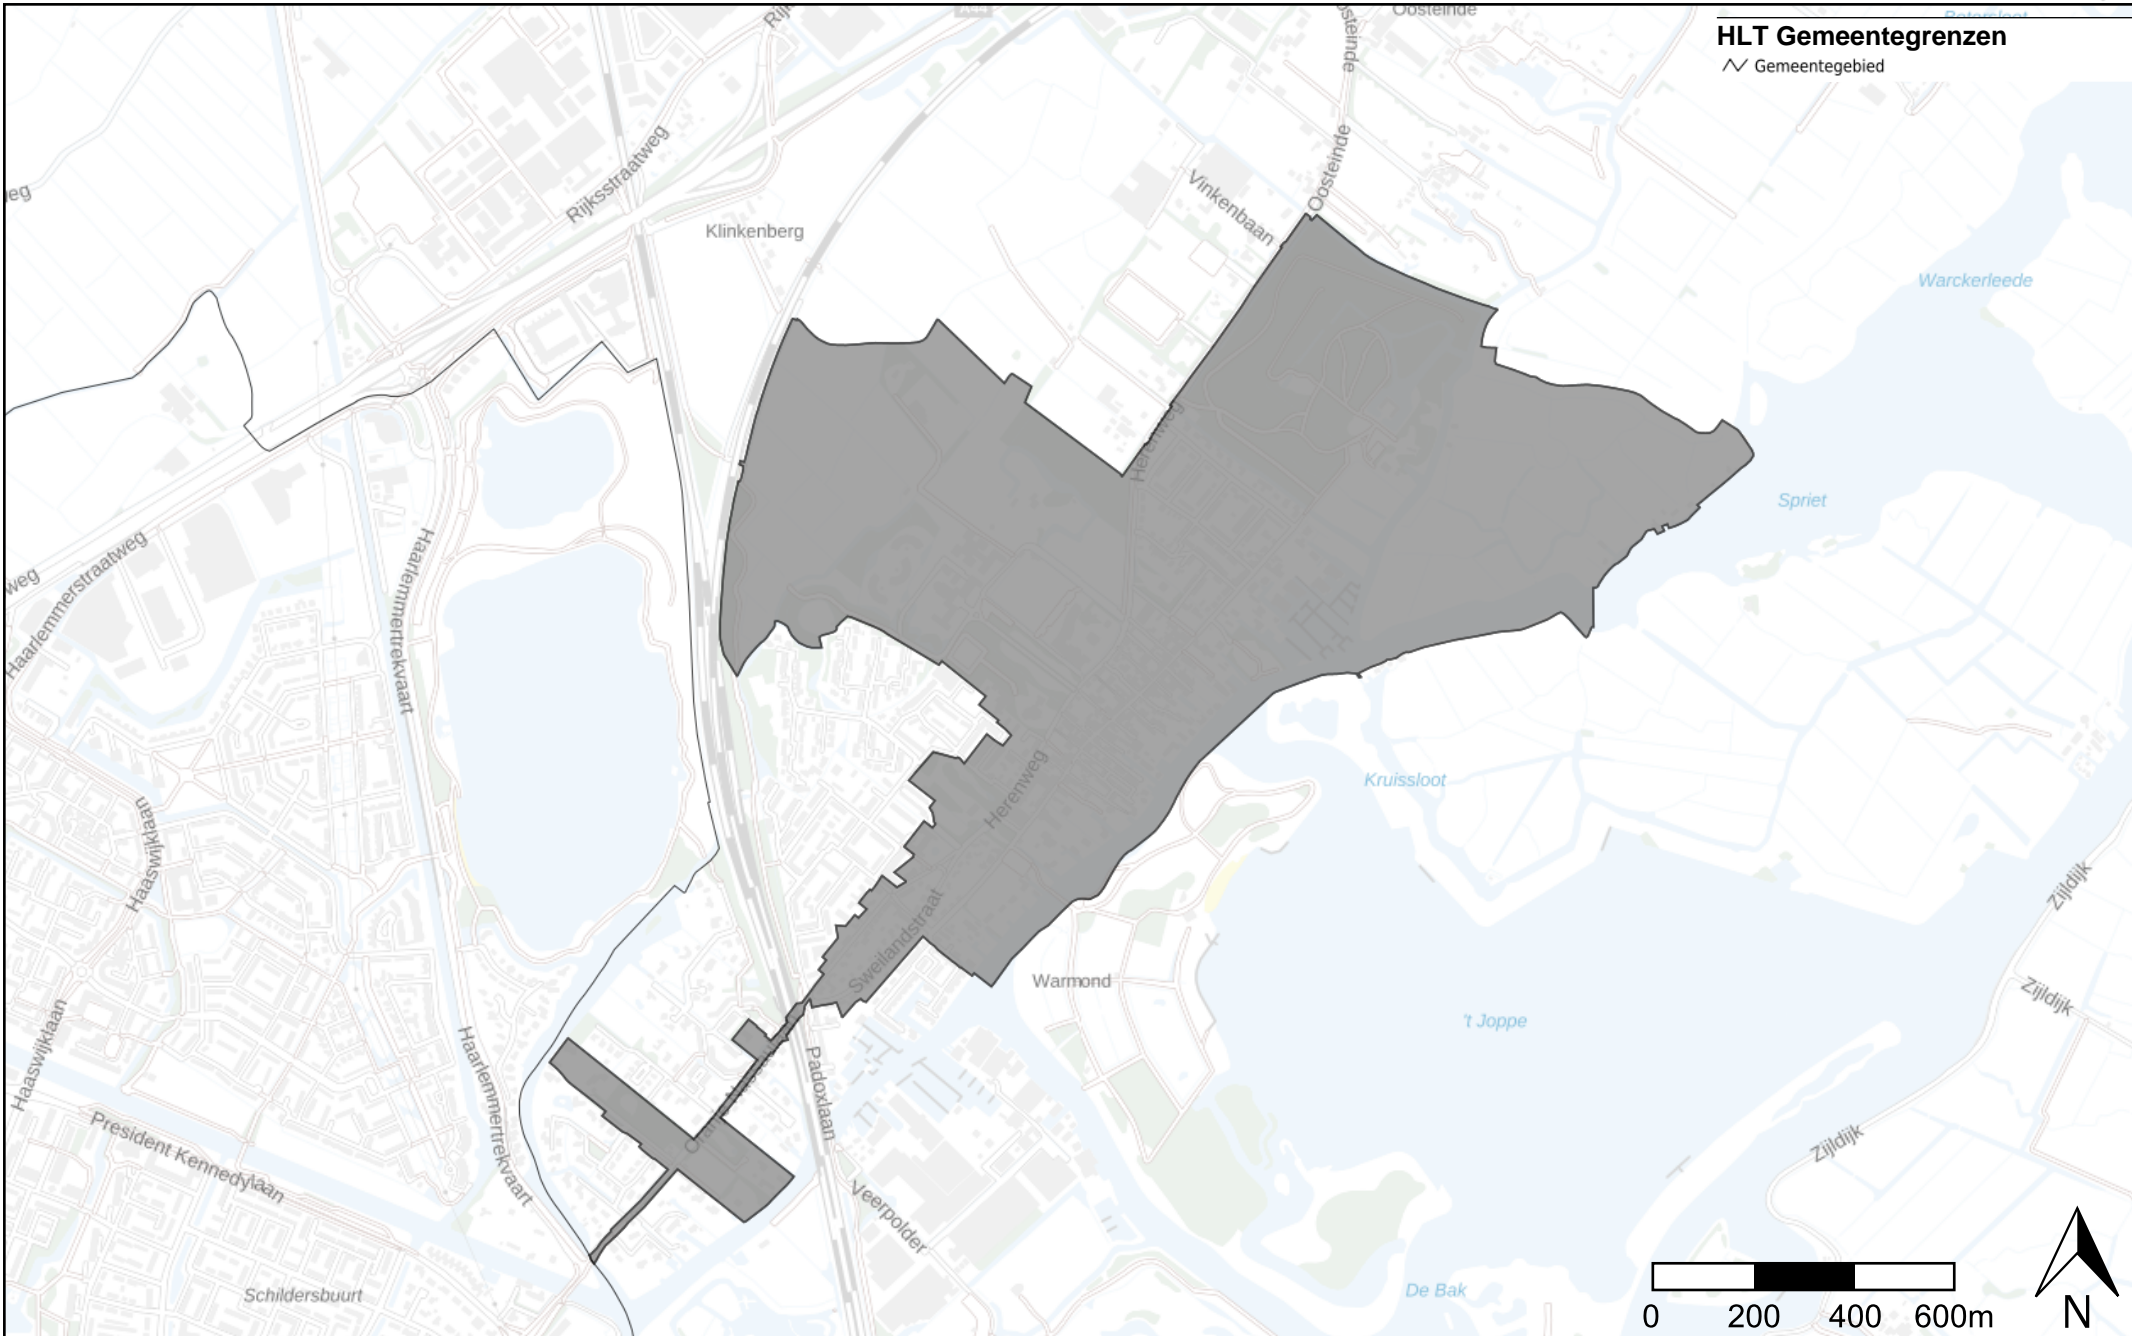 HLT Gemeentegrenzen
Gemeentegebied
Oosteinde
Oosteinde
Oosteinde
Rijksstraatweg
Vinkenbaan
Klinkenberg
Warckerleede
Herenweg
Spriet
Haarlemmerstraatweg
Haarlemmertrekvaart
Kruissloot
Herenweg
Haaswijklaan
Zijldijk
Sweilandstraat
Warmond
Zijldijk
't Joppe
Haaswijklaan
Haarlemmertrekvaart
Padoxlaan
President Kennedylaan
Zijldijk
Veerpolder
Schildersbuurt
De Bak
0 200 400 600m
N